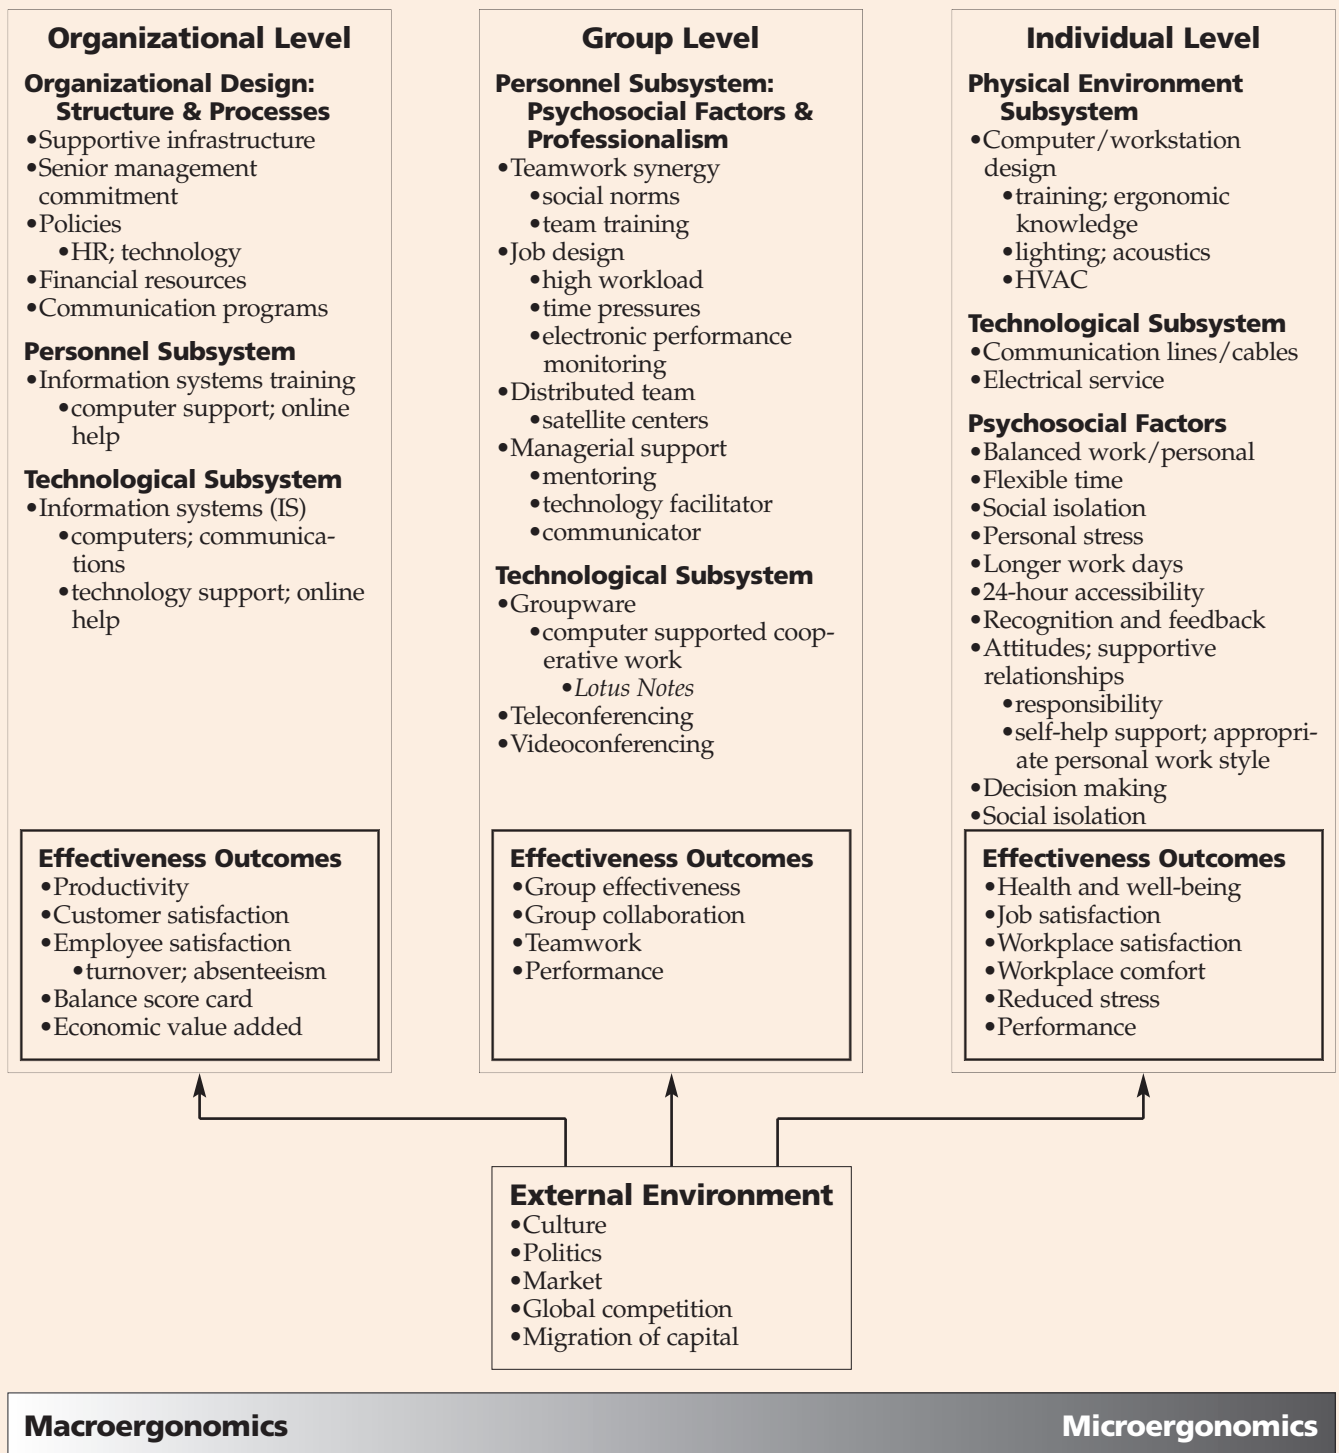 Organizational Level
Organizational Design:
Structure & Processes
•Supportive infrastructure
•Senior management
commitment
•Policies
•HR; technology
•Financial resources
•Communication programs
Personnel Subsystem
•Information systems training
•computer support; online
help
Technological Subsystem
•Information systems (IS)
•computers; communica-
tions
•technology support; online
help
Effectiveness Outcomes
•Productivity
•Customer satisfaction
•Employee satisfaction
•turnover; absenteeism
•Balance score card
•Economic value added
Group Level
Personnel Subsystem:
Psychosocial Factors &
Professionalism
•Teamwork synergy
•social norms
•team training
•Job design
•high workload
•time pressures
•electronic performance
monitoring
•Distributed team
•satellite centers
•Managerial support
•mentoring
•technology facilitator
•communicator
Technological Subsystem
•Groupware
•computer supported coop-
erative work
•Lotus Notes
•Teleconferencing
•Videoconferencing
Effectiveness Outcomes
•Group effectiveness
•Group collaboration
•Teamwork
•Performance
Individual Level
Physical Environment
Subsystem
•Computer/workstation
design
•training; ergonomic
knowledge
•lighting; acoustics
•HVAC
Technological Subsystem
•Communication lines/cables
•Electrical service
Psychosocial Factors
•Balanced work/personal
•Flexible time
•Social isolation
•Personal stress
•Longer work days
•24-hour accessibility
•Recognition and feedback
•Attitudes; supportive
relationships
•responsibility
•self-help support; appropri-
ate personal work style
•Decision making
•Social isolation
Effectiveness Outcomes
•Health and well-being
•Job satisfaction
•Workplace satisfaction
•Workplace comfort
•Reduced stress
•Performance
External Environment
•Culture
•Politics
•Market
•Global competition
•Migration of capital
Macroergonomics
Microergonomics